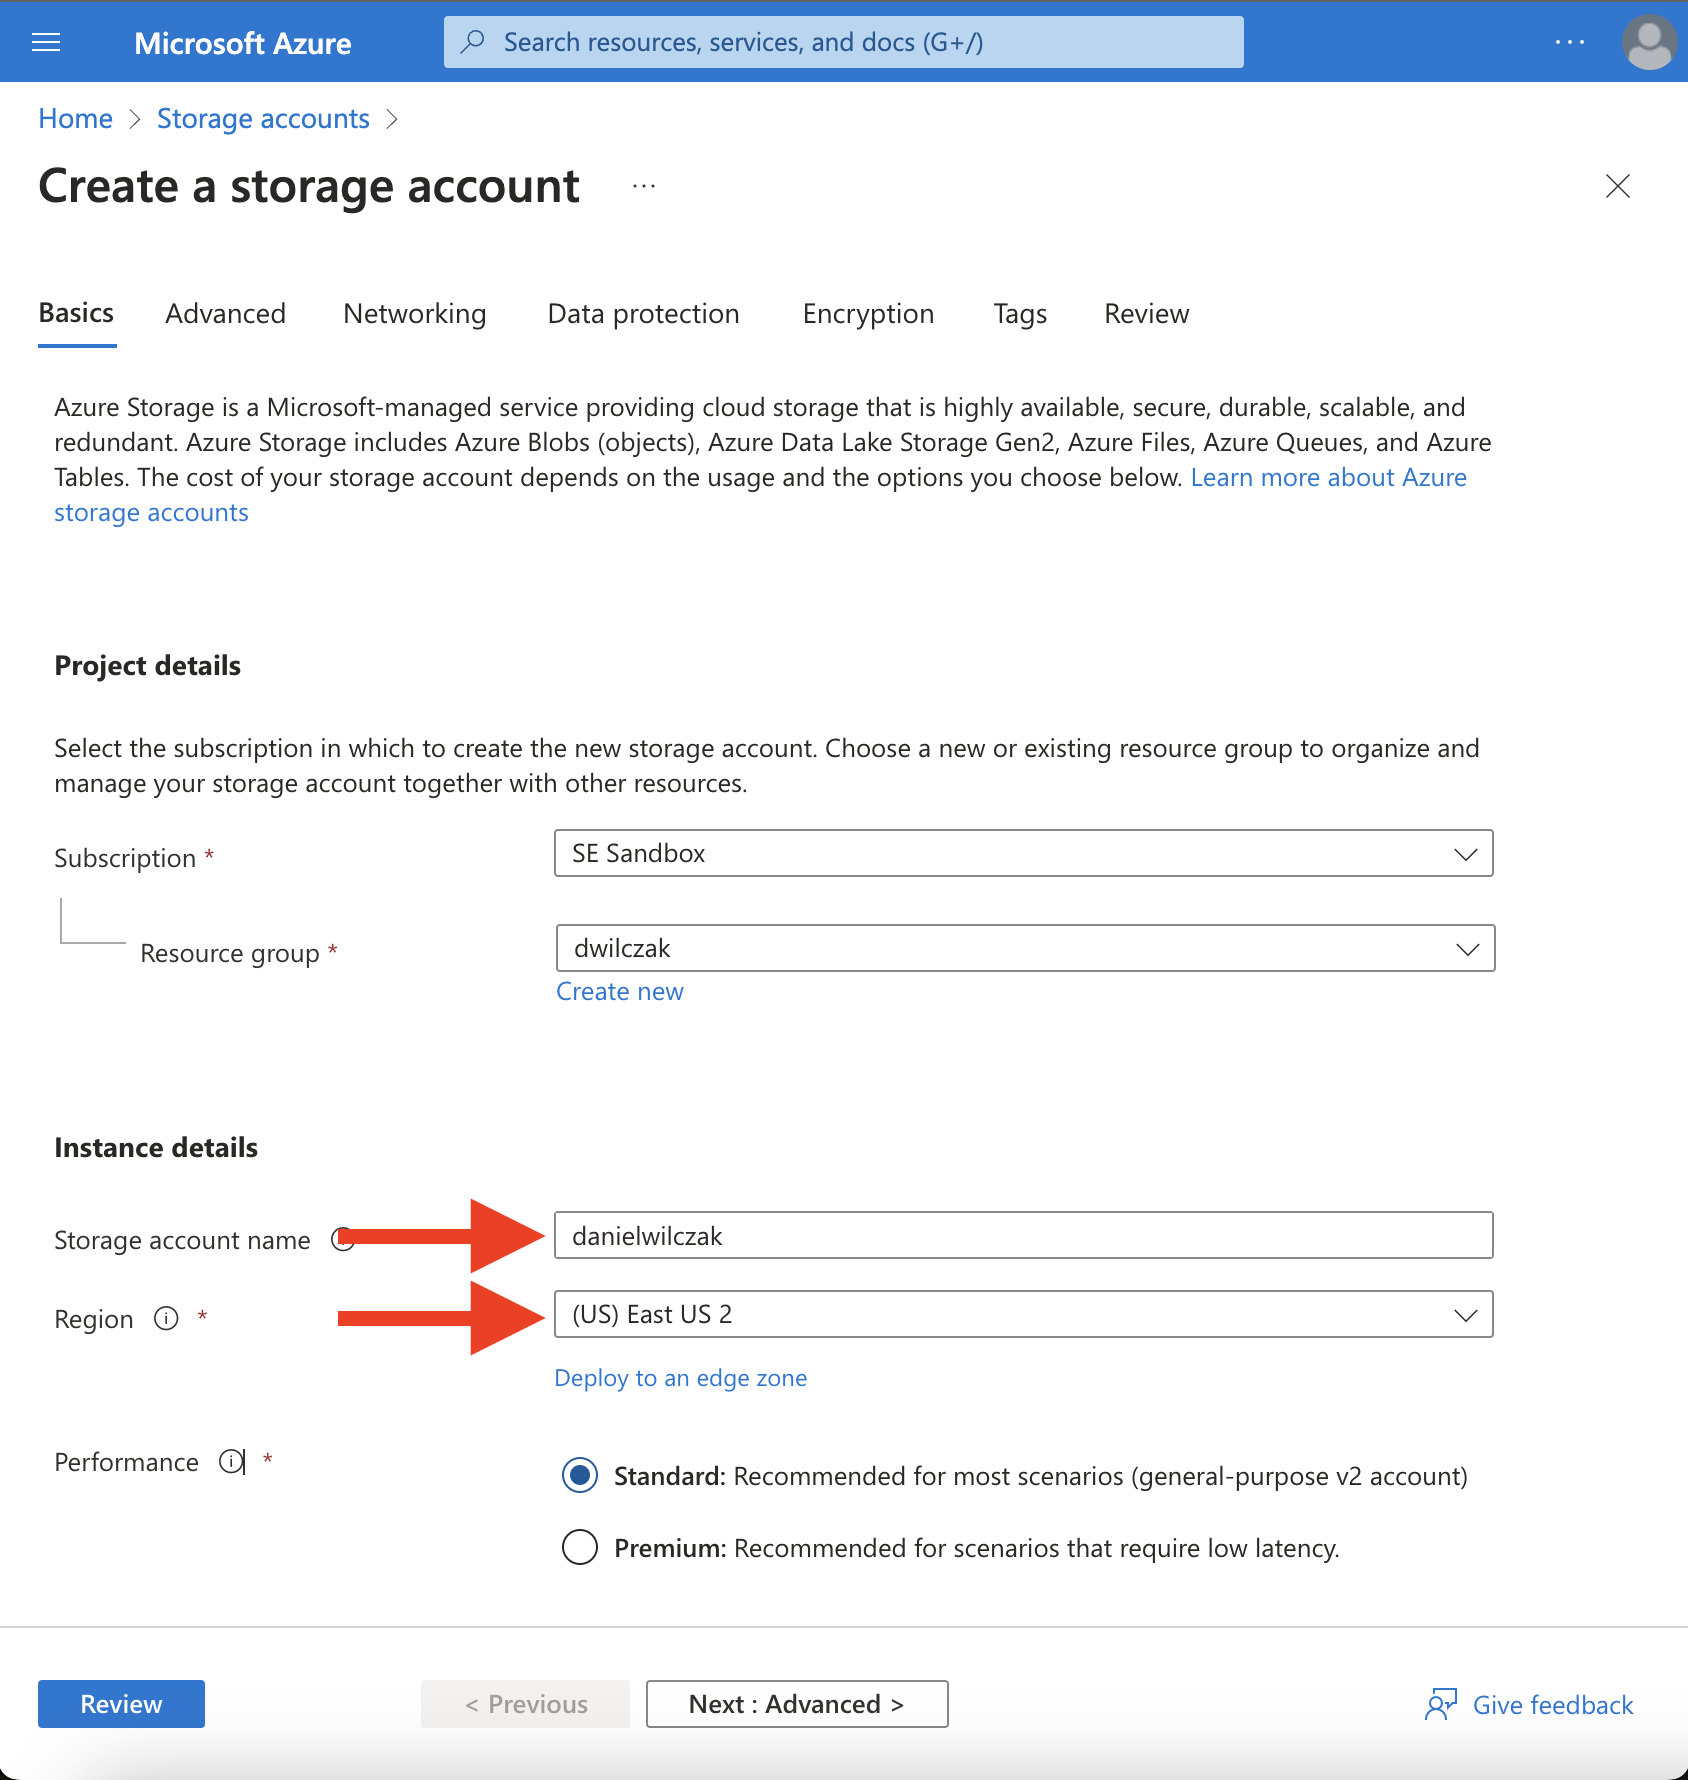 Microsoft Azure
Search resources, services, and docs (G+/)
Home > Storage accounts >
Create a storage account ...
Basics Advanced Networking Data protection Encryption Tags Review
Azure Storage is a Microsoft-managed service providing cloud storage that is highly available, secure, durable, scalable, and
redundant. Azure Storage includes Azure Blobs (objects), Azure Data Lake Storage Gen2, Azure Files, Azure Queues, and Azure
Tables. The cost of your storage account depends on the usage and the options you choose below. Learn more about Azure
storage accounts
Project details
Select the subscription in which to create the new storage account. Choose a new or existing resource group to organize and
manage your storage account together with other resources.
Subscription *
SE Sandbox
Resource group *
dwilczak
Create new
Instance details
Storage account name
danielwilczak
Region *
(US) East US 2
Deploy to an edge zone
Performance *
Standard: Recommended for most scenarios (general-purpose v2 account)
Premium: Recommended for scenarios that require low latency.
Review
< Previous
Next : Advanced >
Give feedback